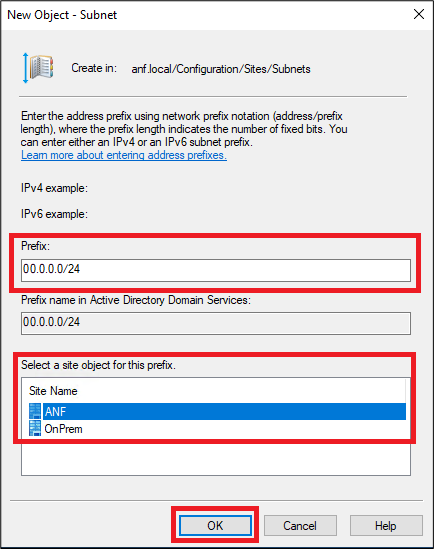 New Object - Subnet
Create in: anf.local/Configuration/Sites/Subnets
Enter the address prefix using network prefix notation (address/prefix
length), where the prefix length indicates the number of fixed bits. You
can enter either an IPv4 or an IPv6 subnet prefix.
Learn more about entering address prefixes.
IPv4 example:
IPv6 example:
Prefix:
00.0.0.0/24
Prefix name in Active Directory Domain Services:
00.0.0.0/24
Select a site object for this prefix.
Site Name
ANF
OnPrem
OK Cancel Help